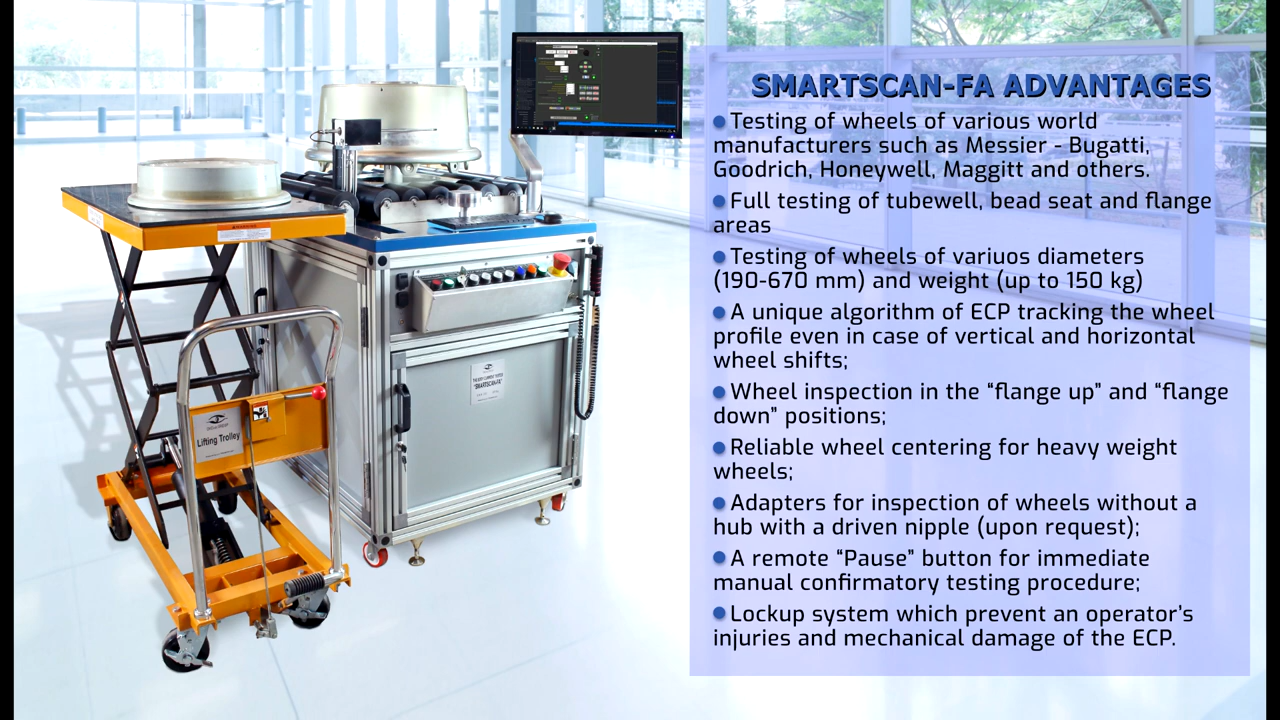 SMARTSCAN-FA ADVANTAGES
Testing of wheels of various world
manufacturers such as Messier - Bugatti,
Goodrich, Honeywell, Maggitt and others.
Full testing of tubewell, bead seat and flange
areas
Testing of wheels of variuos diameters
(190-670 mm) and weight (up to 150 kg)
A unique algorithm of ECP tracking the wheel
profile even in case of vertical and horizontal
wheel shifts;
Wheel inspection in the “flange up” and “flange
down” positions;
Reliable wheel centering for heavy weight
wheels;
Adapters for inspection of wheels without a
hub with a driven nipple (upon request);
A remote “Pause” button for immediate
manual confirmatory testing procedure;
Lockup system which prevent an operator’s
injuries and mechanical damage of the ECP.
"SMARTSCAN-FA"
Lifting Trolley